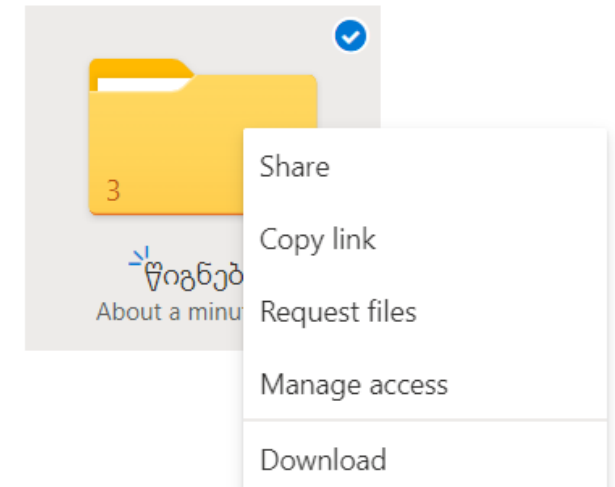 3
Share
Copy link
Request files
Manage access
Download
About a